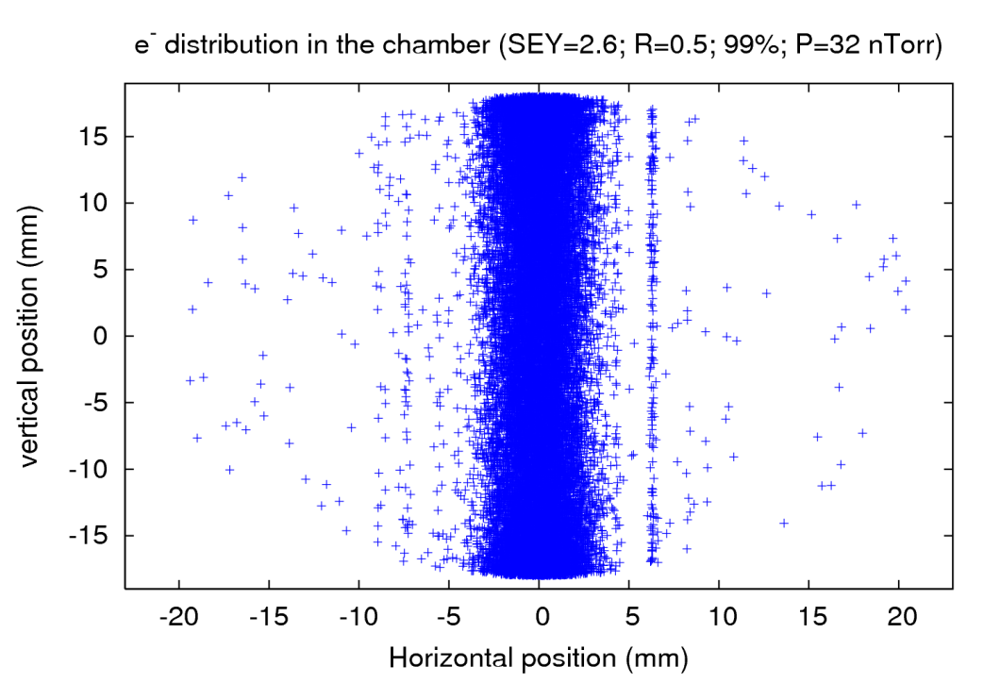 e⁻ distribution in the chamber (SEY=2.6; R=0.5; 99%; P=32 nTorr)
15
10
5
0
-5
-10
-15
vertical position (mm)
-20 -15 -10 -5 0 5 10 15 20
Horizontal position (mm)